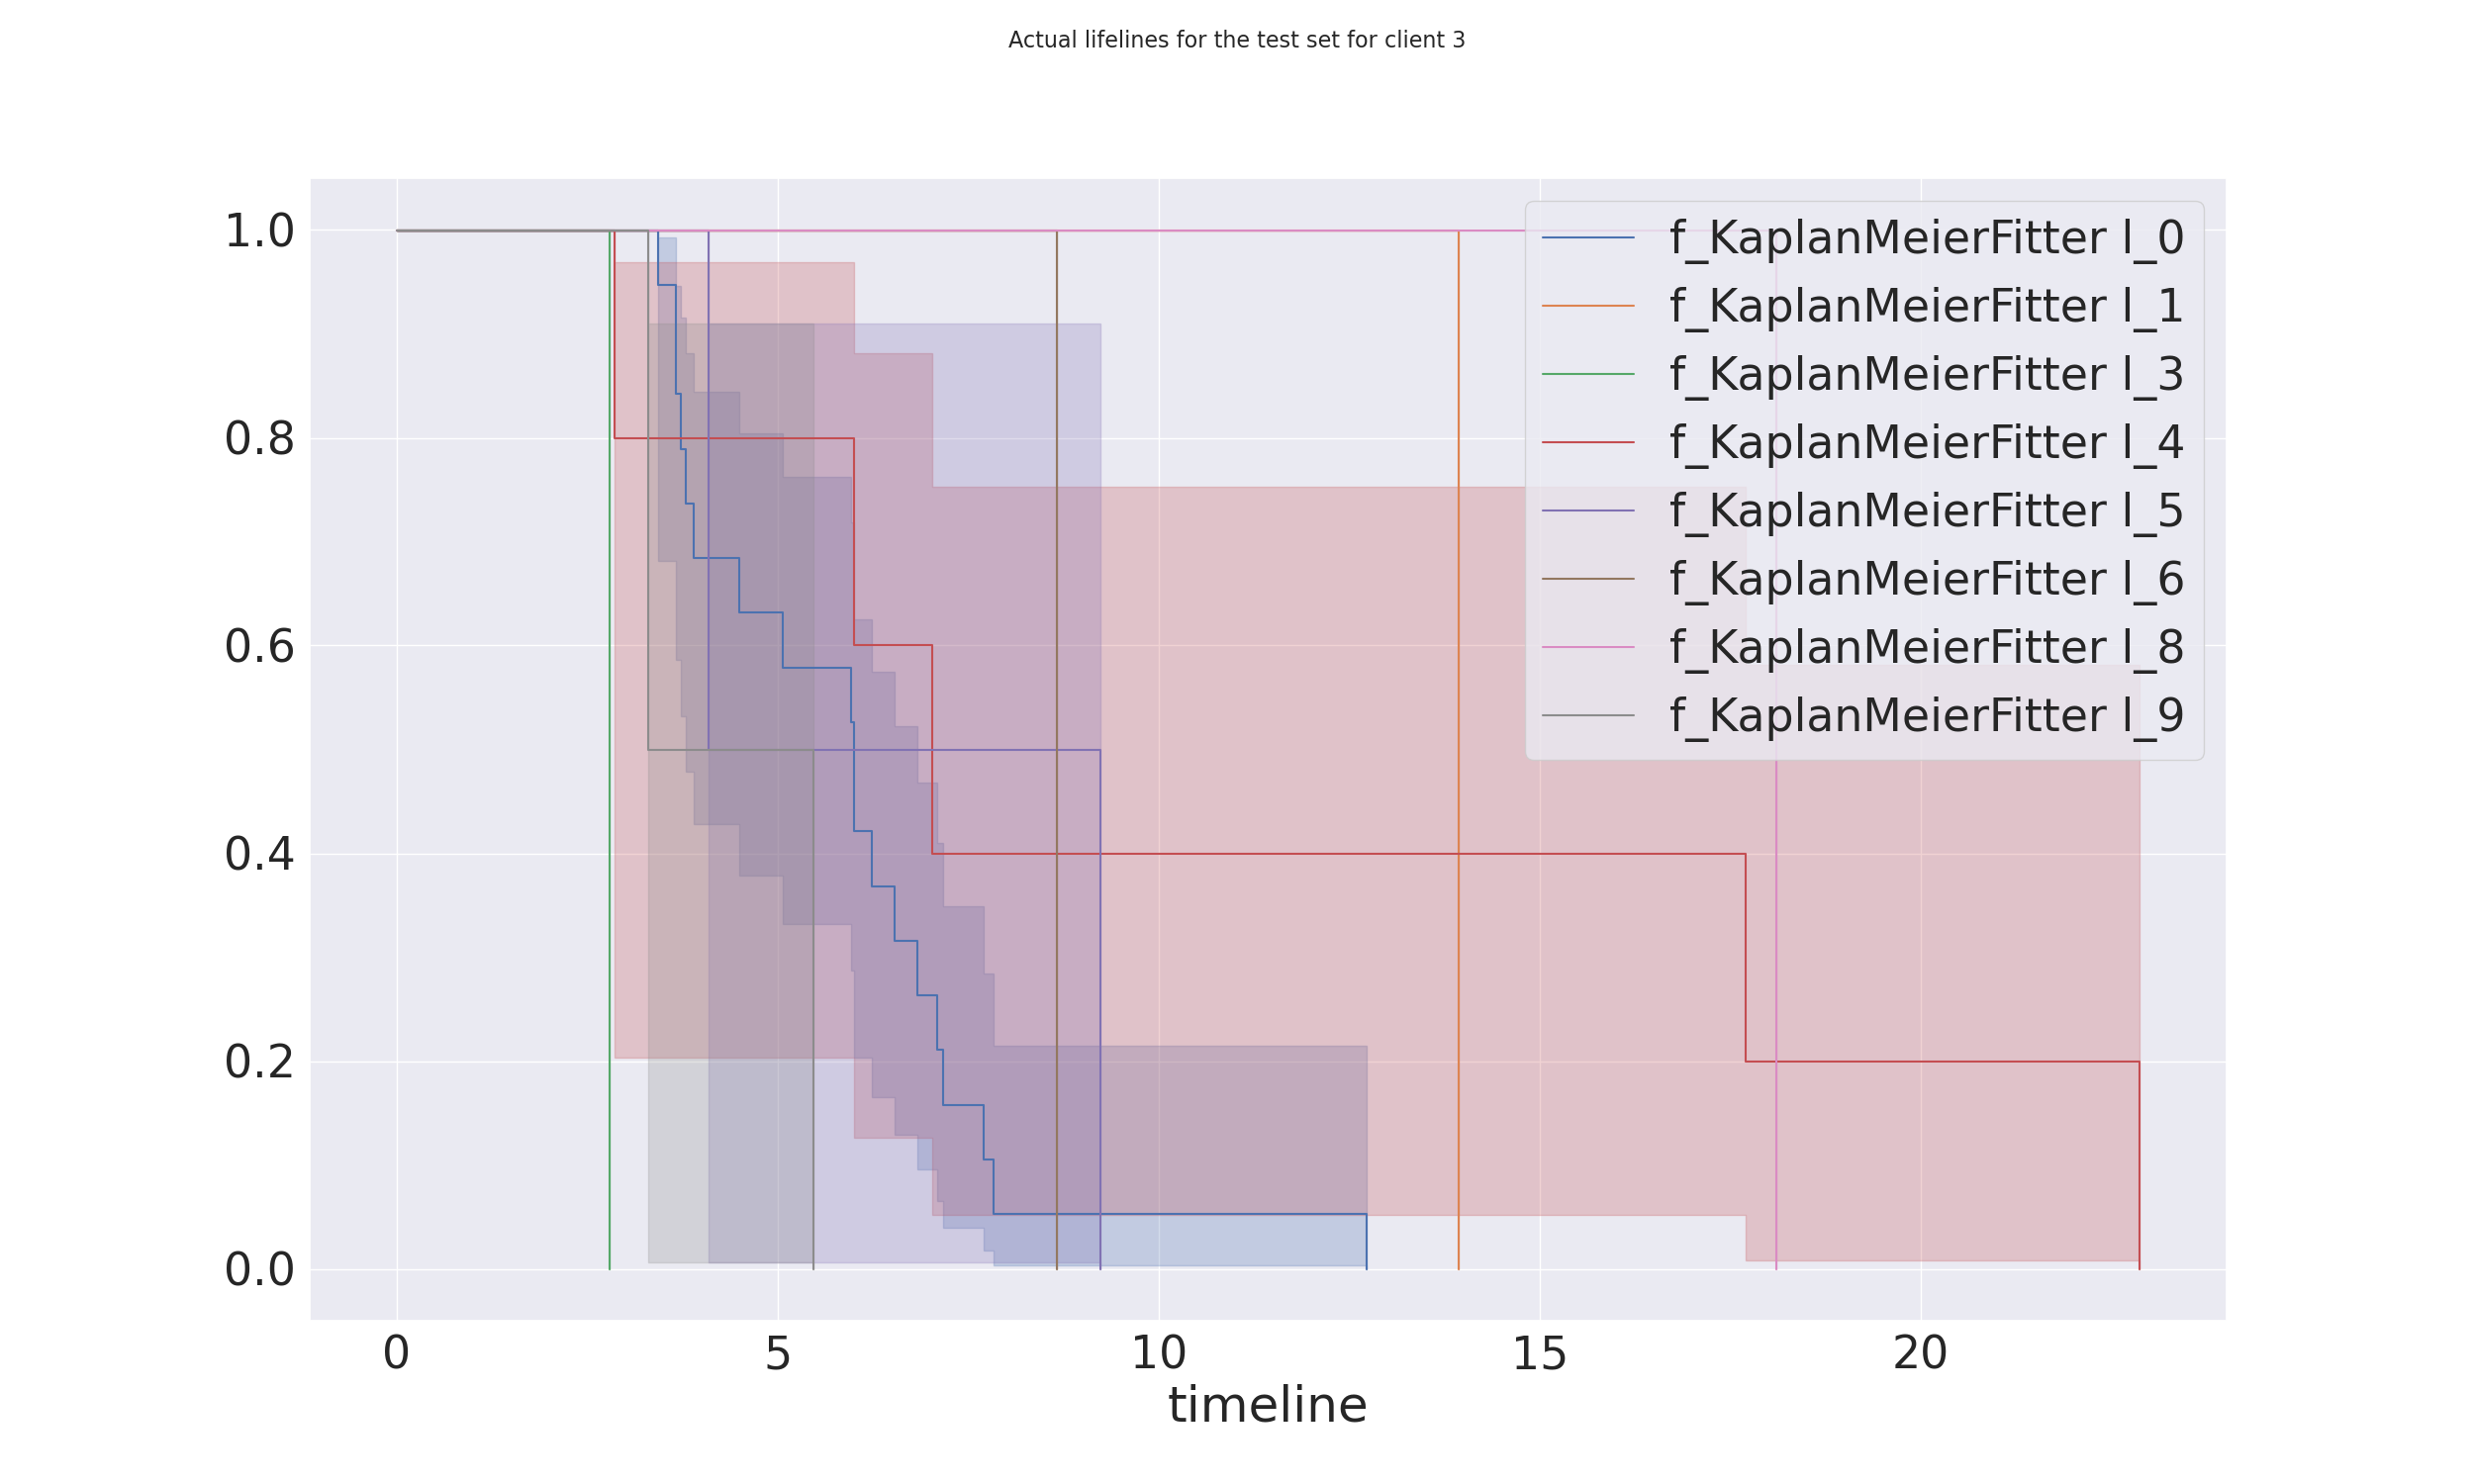 Actual lifelines for the test set for client 3
1.0
0.8
0.6
0.4
0.2
0.0
f_KaplanMeierFitter l_0
f_KaplanMeierFitter l_1
f_KaplanMeierFitter l_3
f_KaplanMeierFitter l_4
f_KaplanMeierFitter l_5
f_KaplanMeierFitter l_6
f_KaplanMeierFitter l_8
f_KaplanMeierFitter l_9
0 5 10 15 20
timeline